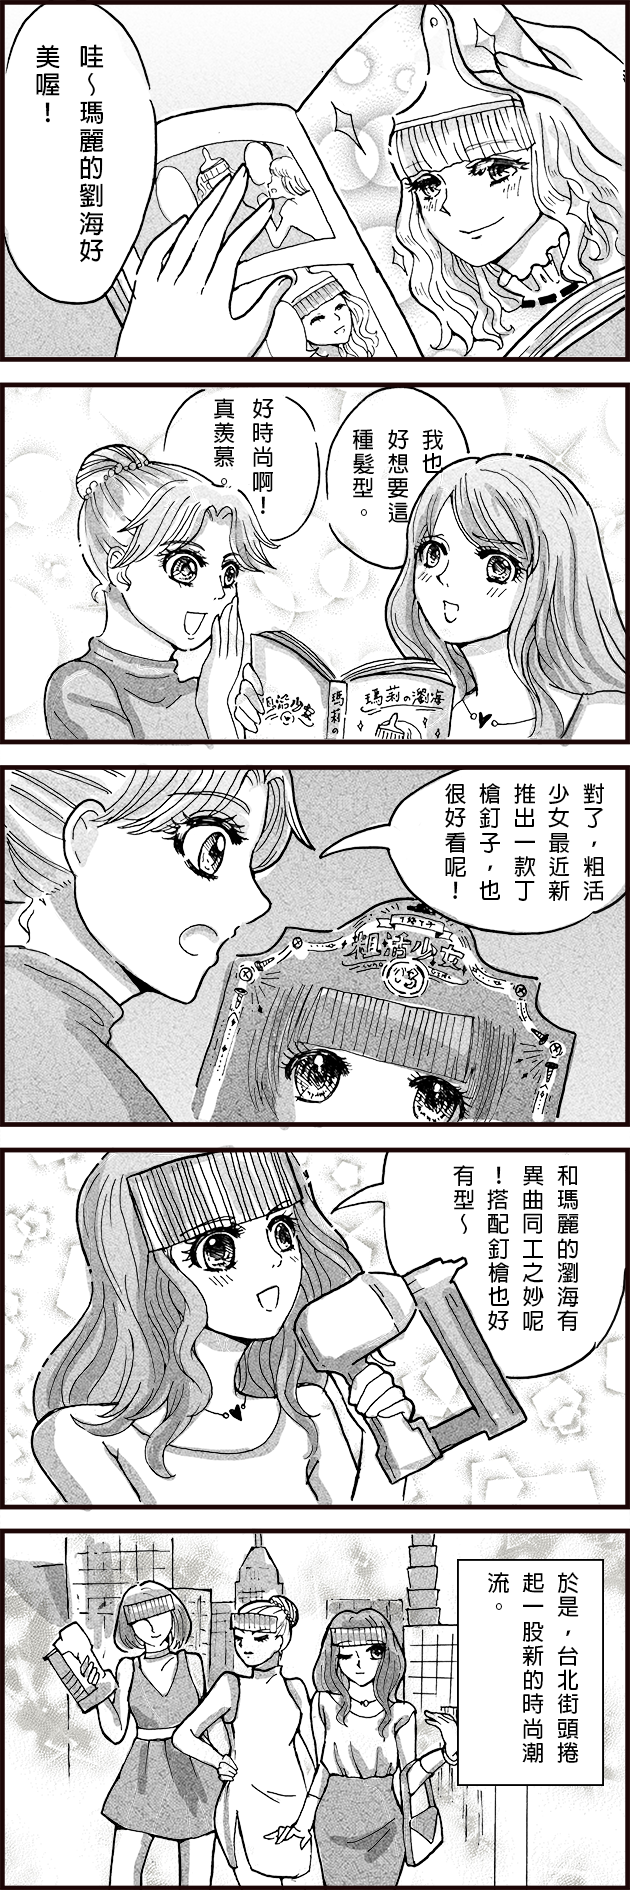 哇～瑪麗的劉海好
美喔！
我也
好想要這
種髮型。
好時尚啊！
真羨慕。
瑪莉の瀏海
瑪莉の
對了，粗活
少女最近新
推出一款丁
槍釘子，也
很好看呢！
粗活少女
和瑪麗的瀏海有
異曲同工之妙呢
！搭配釘槍也好
有型～
於是，台北街頭捲
起一股新的時尚潮
流。